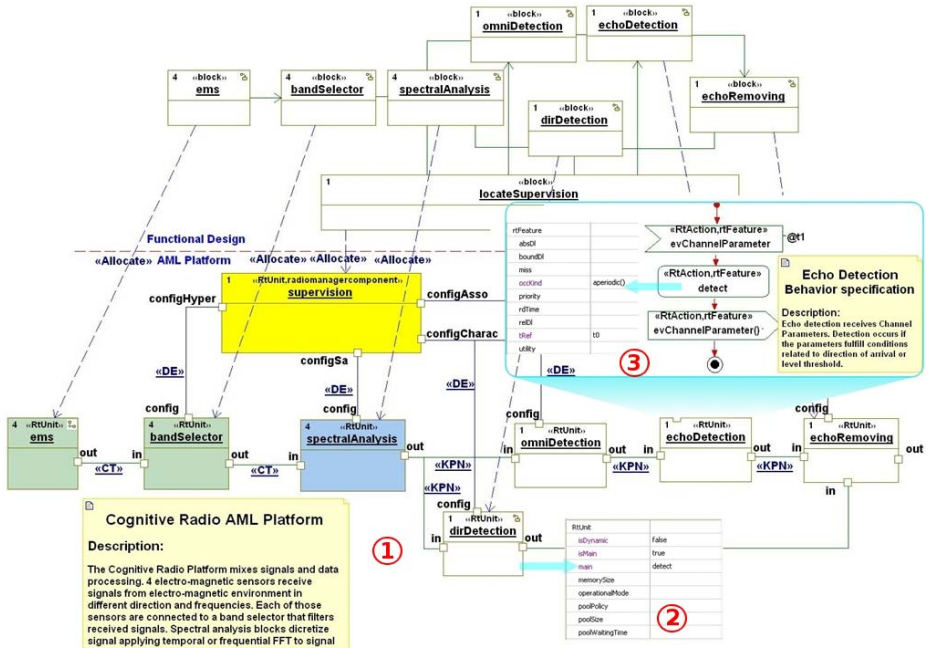 1 «block»
omniDetection
1 «block»
echoDetection
4 «block»
ems
4 «block»
bandSelector
4 «block»
spectralAnalysis
1 «block»
echoRemoving
1 «block»
dirDetection
1 «block»
locateSupervision
Functional Design
AML Platform
«Allocate» «Allocate» «Allocate» «Allocate»
1 «RtUnit,radiomanagercomponent»
supervision
configHyper
configAsso
configCharac
configSa
rtFeature
absDl
boundDl
miss
occKind aperiodic()
priority
rdTime
relDl
tRef t0
utility
3
«RtAction,rtFeature»
evChannelParameter
@t1
«RtAction,rtFeature»
detect
«RtAction,rtFeature»
evChannelParameter()
Echo Detection
Behavior specification
Description:
Echo detection receives Channel
Parameters. Detection occurs if
the parameters fulfill conditions
related to direction of arrival or
level threshold.
«DE»
«DE»
«DE»
«DE»
config
config
config
config
4 «RtUnit»
ems
out
«CT»
in
4 «RtUnit»
bandSelector
out
«CT»
in
4 «RtUnit»
spectralAnalysis
out
«KPN»
«KPN»
in
1 «RtUnit»
omniDetection
out
«KPN»
in
1 «RtUnit»
echoDetection
out
«KPN»
in
1 «RtUnit»
echoRemoving
out
in
config
1 «RtUnit»
dirDetection
in
out
1
RtUnit
isDynamic false
isMain true
main detect
memorySize
operationalMode
poolPolicy
poolSize
poolWaitingTime
2
Cognitive Radio AML Platform
Description:
The Cognitive Radio Platform mixes signals and data
processing. 4 electro-magnetic sensors receive
signals from electro-magnetic environment in
different direction and frequencies. Each of those
sensors are connected to a band selector that filters
received signals. Spectral analysis blocks dicretize
signal applying temporal or frequential FFT to signal